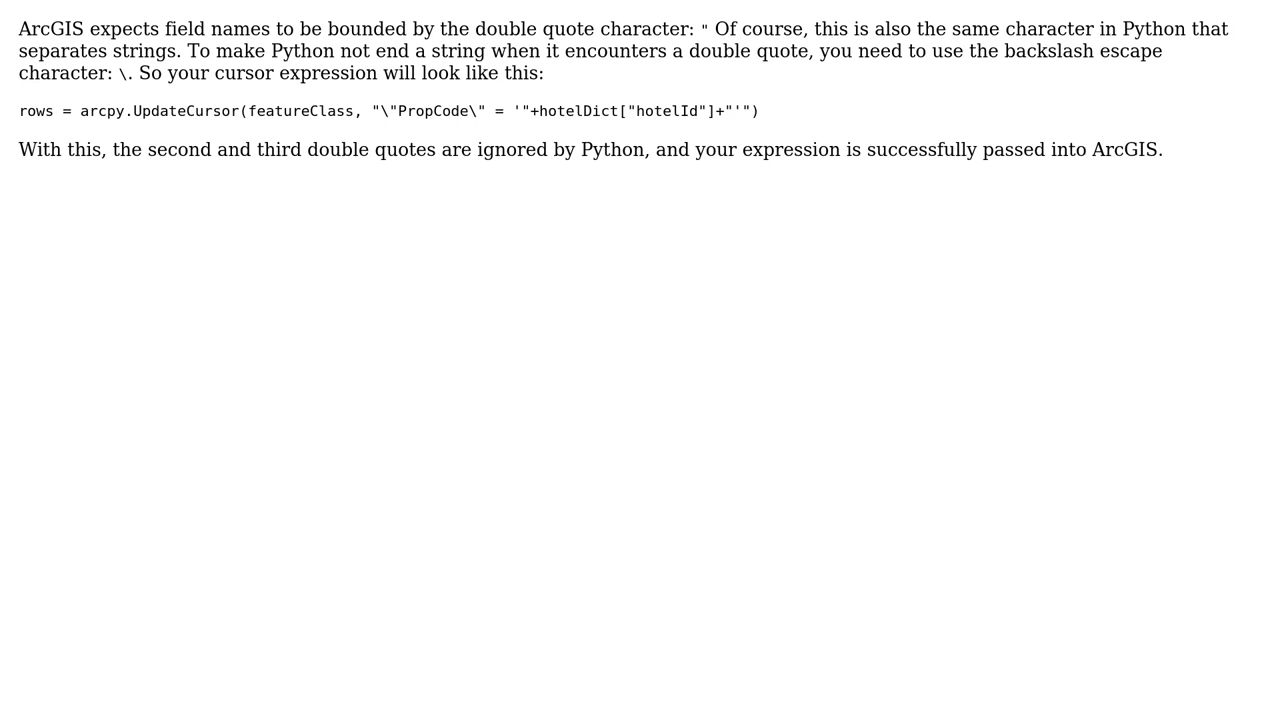 ArcGIS expects field names to be bounded by the double quote character: " Of course, this is also the same character in Python that
separates strings. To make Python not end a string when it encounters a double quote, you need to use the backslash escape
character: \. So your cursor expression will look like this:
rows = arcpy.UpdateCursor(featureClass, "\"PropCode\" = '"+hotelDict["hotelId"]+"'")
With this, the second and third double quotes are ignored by Python, and your expression is successfully passed into ArcGIS.